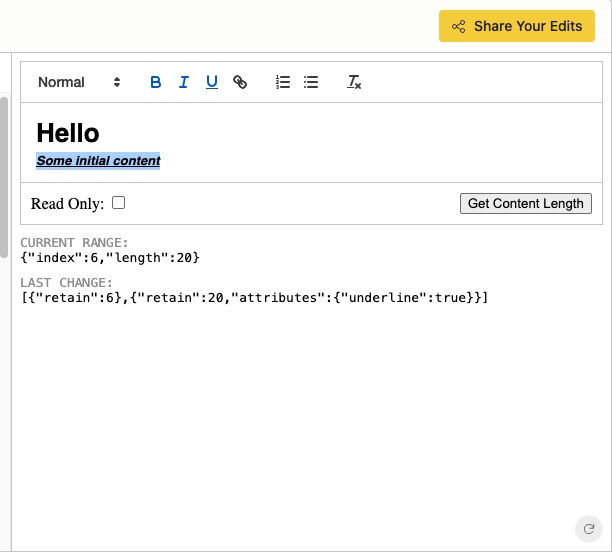 Share Your Edits
Normal B I U
Hello
Some initial content
Read Only: Get Content Length
CURRENT RANGE:
{"index":6,"length":20}
LAST CHANGE:
[{"retain":6},{"retain":20,"attributes":{"underline":true}}]